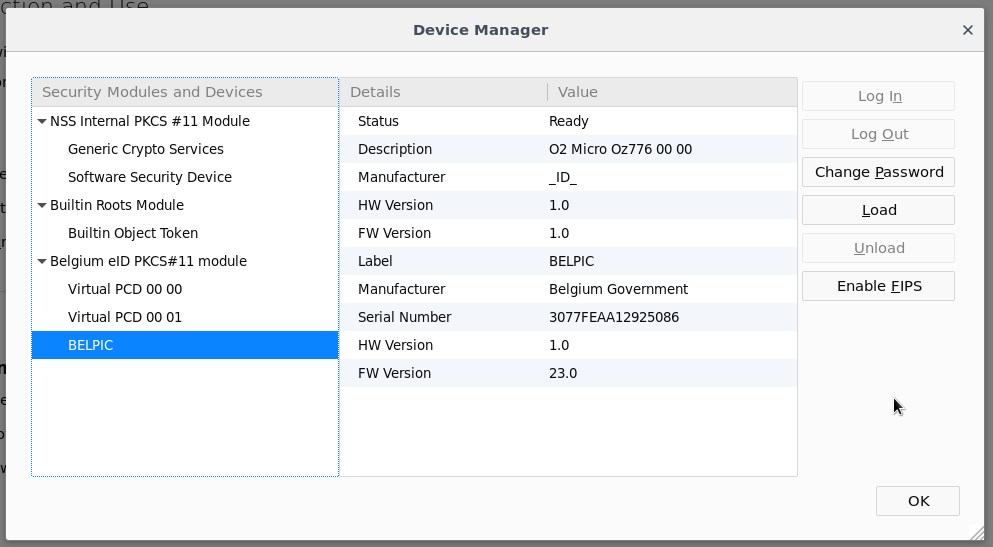 ction and Use
Device Manager
Security Modules and Devices
Details Value
NSS Internal PKCS #11 Module
Generic Crypto Services
Software Security Device
Builtin Roots Module
Builtin Object Token
Belgium eID PKCS#11 module
Virtual PCD 00 00
Virtual PCD 00 01
BELPIC
Status Ready
Description O2 Micro Oz776 00 00
Manufacturer _ID_
HW Version 1.0
FW Version 1.0
Label BELPIC
Manufacturer Belgium Government
Serial Number 3077FEAA12925086
HW Version 1.0
FW Version 23.0
Log In
Log Out
Change Password
Load
Unload
Enable FIPS
OK